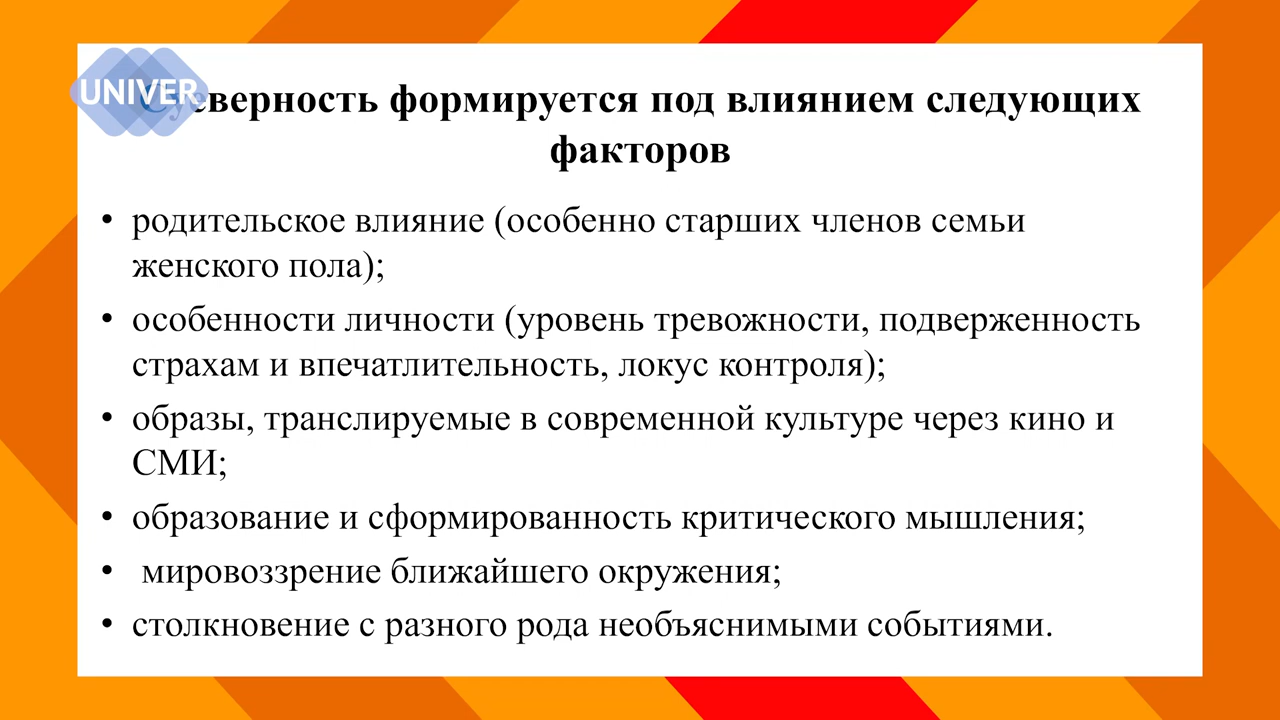 UNIVER
Суеверность формируется под влиянием следующих
факторов
• родительское влияние (особенно старших членов семьи
женского пола);
• особенности личности (уровень тревожности, подверженность
страхам и впечатлительность, локус контроля);
• образы, транслируемые в современной культуре через кино и
СМИ;
• образование и сформированность критического мышления;
• мировоззрение ближайшего окружения;
• столкновение с разного рода необъяснимыми событиями.